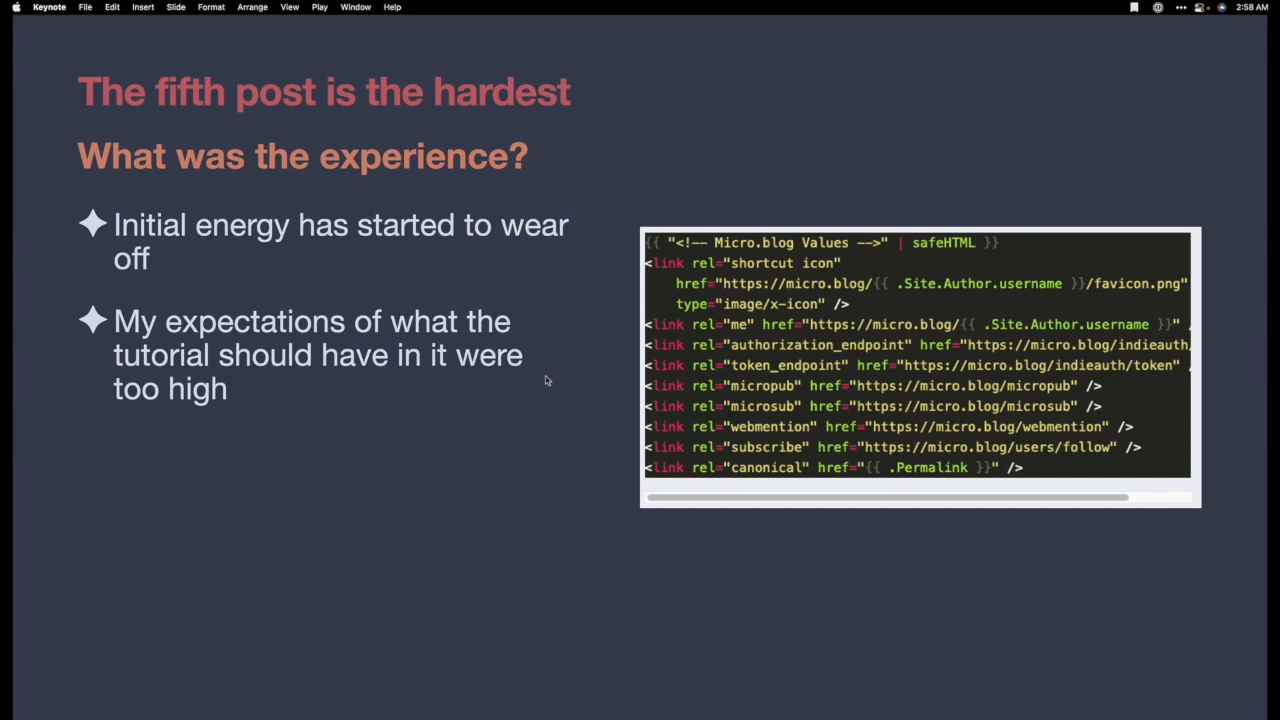 Keynote File Edit Insert Slide Format Arrange View Play Window Help 2:58 AM
The fifth post is the hardest
What was the experience?
Initial energy has started to wear
off
My expectations of what the
tutorial should have in it were
too high
{{ "<!-- Micro.blog Values -->" | safeHTML }}
<link rel="shortcut icon"
href="https://micro.blog/{{ .Site.Author.username }}/favicon.png"
type="image/x-icon" />
<link rel="me" href="https://micro.blog/{{ .Site.Author.username }}" /
<link rel="authorization_endpoint" href="https://micro.blog/indieauth/
<link rel="token_endpoint" href="https://micro.blog/indieauth/token" /
<link rel="micropub" href="https://micro.blog/micropub" />
<link rel="microsub" href="https://micro.blog/microsub" />
<link rel="webmention" href="https://micro.blog/webmention" />
<link rel="subscribe" href="https://micro.blog/users/follow" />
<link rel="canonical" href="{{ .Permalink }}" />